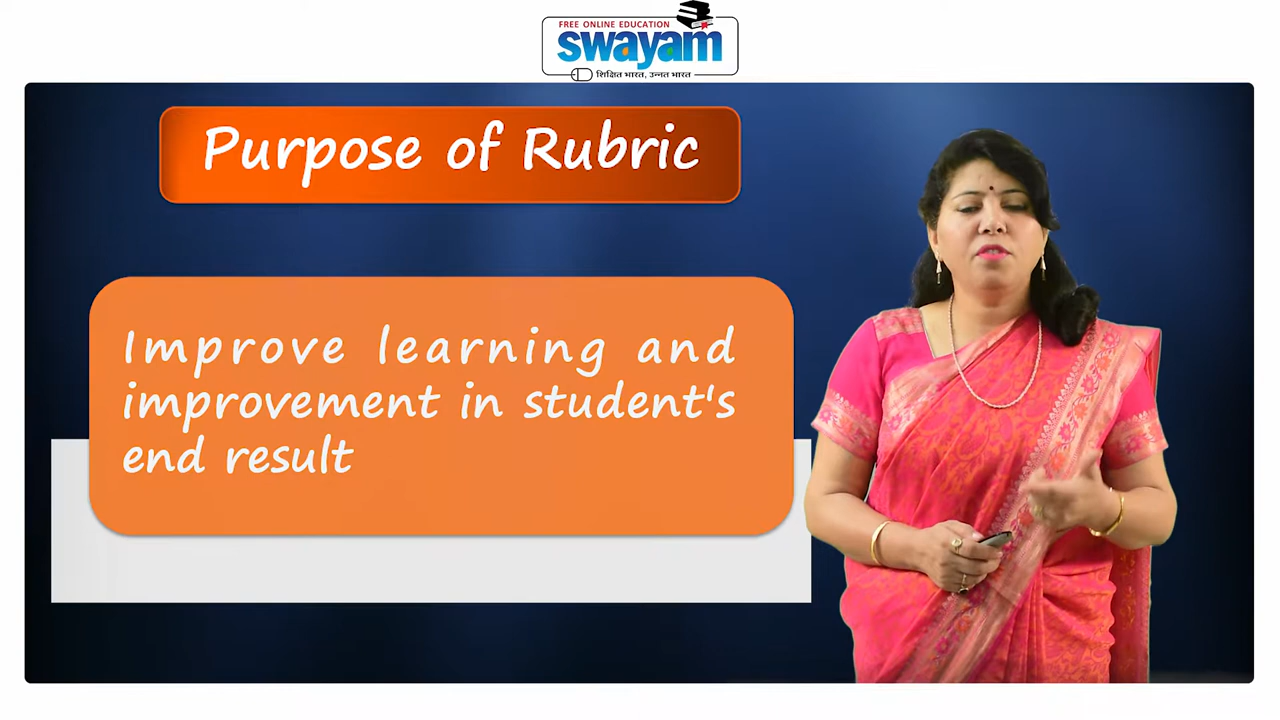 FREE ONLINE EDUCATION
swayam
शिक्षित भारत, उन्नत भारत
Purpose of Rubric
Improve learning and
improvement in student's
end result